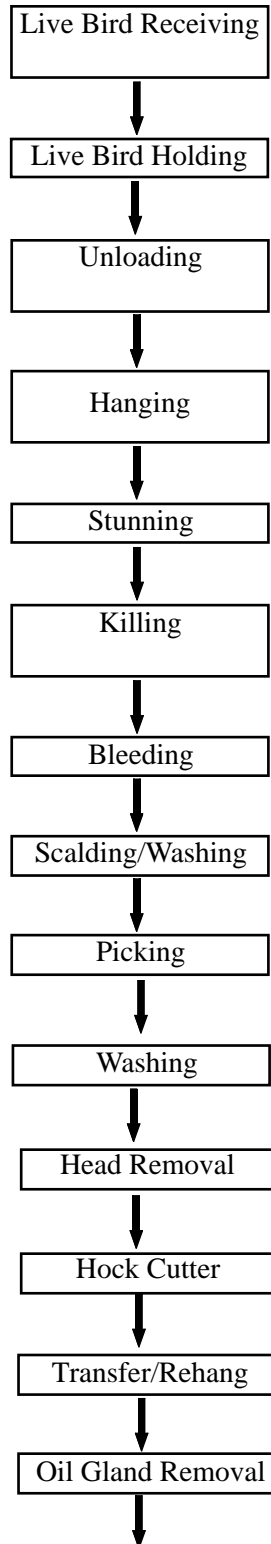 Live Bird Receiving
Live Bird Holding
Unloading
Hanging
Stunning
Killing
Bleeding
Scalding/Washing
Picking
Washing
Head Removal
Hock Cutter
Transfer/Rehang
Oil Gland Removal